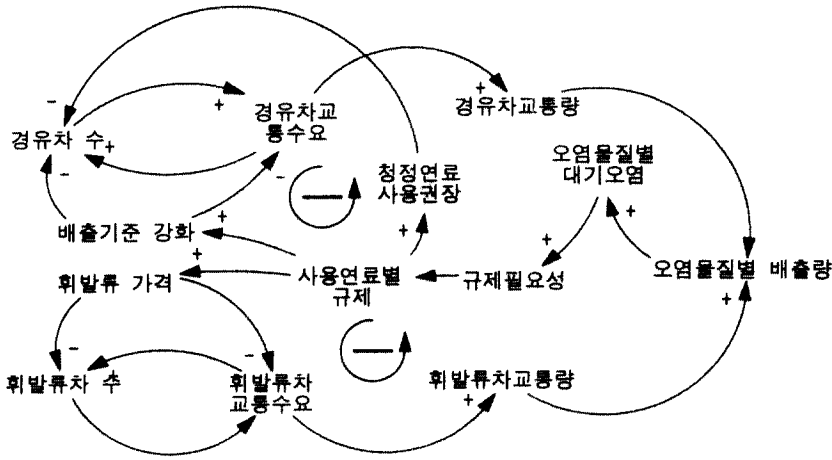 경유차교
통수요
경유차교통량
경유차 수
오염물질별
대기오염
청정연료
사용권장
배출기준 강화
사용연료별
규제
규제필요성
오염물질별 배출량
휘발류 가격
휘발류차 수
휘발류차
교통수요
휘발류차교통량